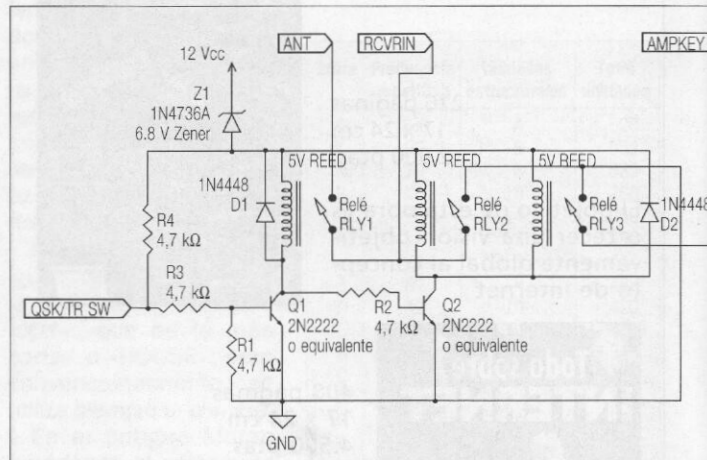 ANT
RCVRIN
AMPKEY
12 Vcc
Z1
1N4736A
6.8 V Zener
5V REED
5V REED
5V REED
1N4448
D1
Relé
RLY1
Relé
RLY2
Relé
RLY3
1N4448
D2
R4
4,7 kΩ
R3
4,7 kΩ
QSK/TR SW
R1
4,7 kΩ
Q1
2N2222
o equivalente
R2
4,7 kΩ
Q2
2N2222
o equivalente
GND